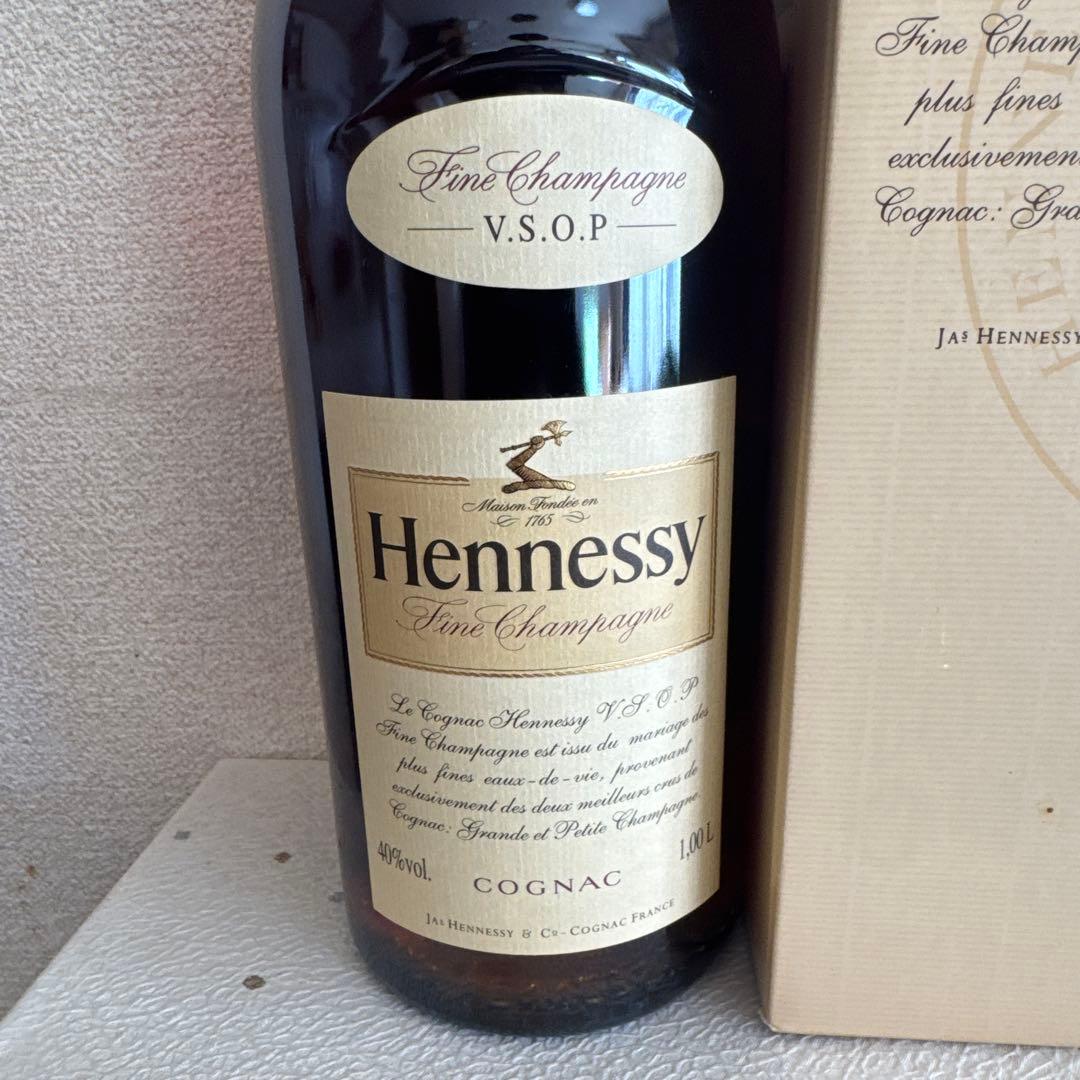 Fine Champagne
V.S.O.P
Maison Fondée en
1765
Hennessy
Fine Champagne
Le Cognac Hennessy V.S.O.P
Fine Champagne est issu du mariage des
plus fines eaux-de-vie, provenant
exclusivement des deux meilleurs crus de
Cognac: Grande et Petite Champagne.
40%vol.
1,00 L
COGNAC
JAS HENNESSY & CO - COGNAC FRANCE
Fine Champ
plus fines
exclusivemen
Cognac: Gra
JAS HENNESSY